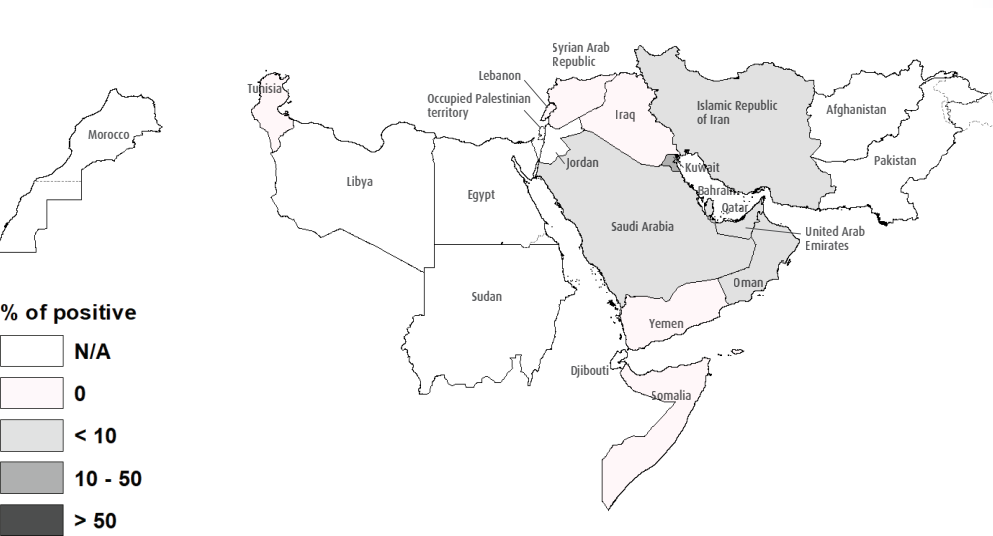 Syrian Arab
Republic
Lebanon
Tunisia
Occupied Palestinian
territory
Islamic Republic
of Iran
Afghanistan
Iraq
Morocco
Pakistan
Jordan
Kuwait
Libya
Egypt
Bahrain
Qatar
Saudi Arabia
United Arab
Emirates
Oman
Sudan
% of positive
Yemen
N/A
Djibouti
0
Somalia
< 10
10 - 50
> 50